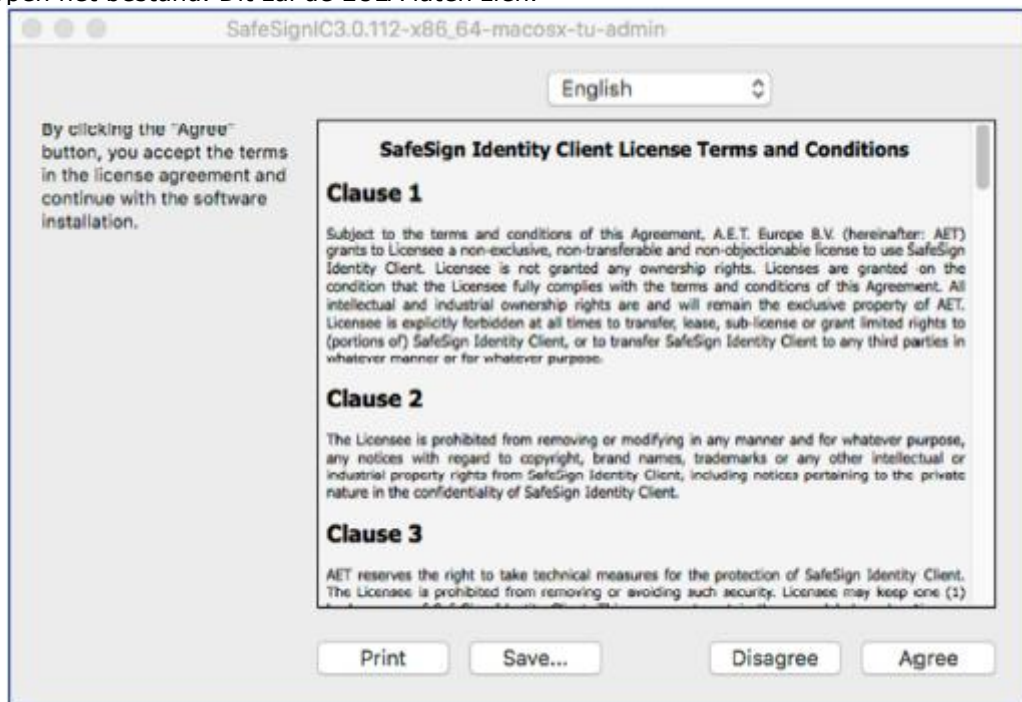 SafeSignIC3.0.112-x86_64-macosx-tu-admin
English
By clicking the "Agree"
button, you accept the terms
in the license agreement and
continue with the software
installation.
SafeSign Identity Client License Terms and Conditions
Clause 1
Subject to the terms and conditions of this Agreement, A.E.T. Europe B.V. (hereinafter: AET)
grants to Licensee a non-exclusive, non-transferable and non-objectionable license to use SafeSign
Identity Client. Licensee is not granted any ownership rights. Licenses are granted on the
condition that the Licensee fully complies with the terms and conditions of this Agreement. All
intellectual and industrial ownership rights are and will remain the exclusive property of AET.
Licensee is explicitly forbidden at all times to transfer, lease, sub-license or grant limited rights to
(portions of) SafeSign Identity Client, or to transfer SafeSign Identity Client to any third parties in
whatever manner or for whatever purpose.
Clause 2
The Licensee is prohibited from removing or modifying in any manner and for whatever purpose,
any notices with regard to copyright, brand names, trademarks or any other intellectual or
industrial property rights from SafeSign Identity Client, including notices pertaining to the private
nature in the confidentiality of SafeSign Identity Client.
Clause 3
AET reserves the right to take technical measures for the protection of SafeSign Identity Client.
The Licensee is prohibited from removing or avoiding such security. Licensee may keep one (1)
Print
Save...
Disagree
Agree